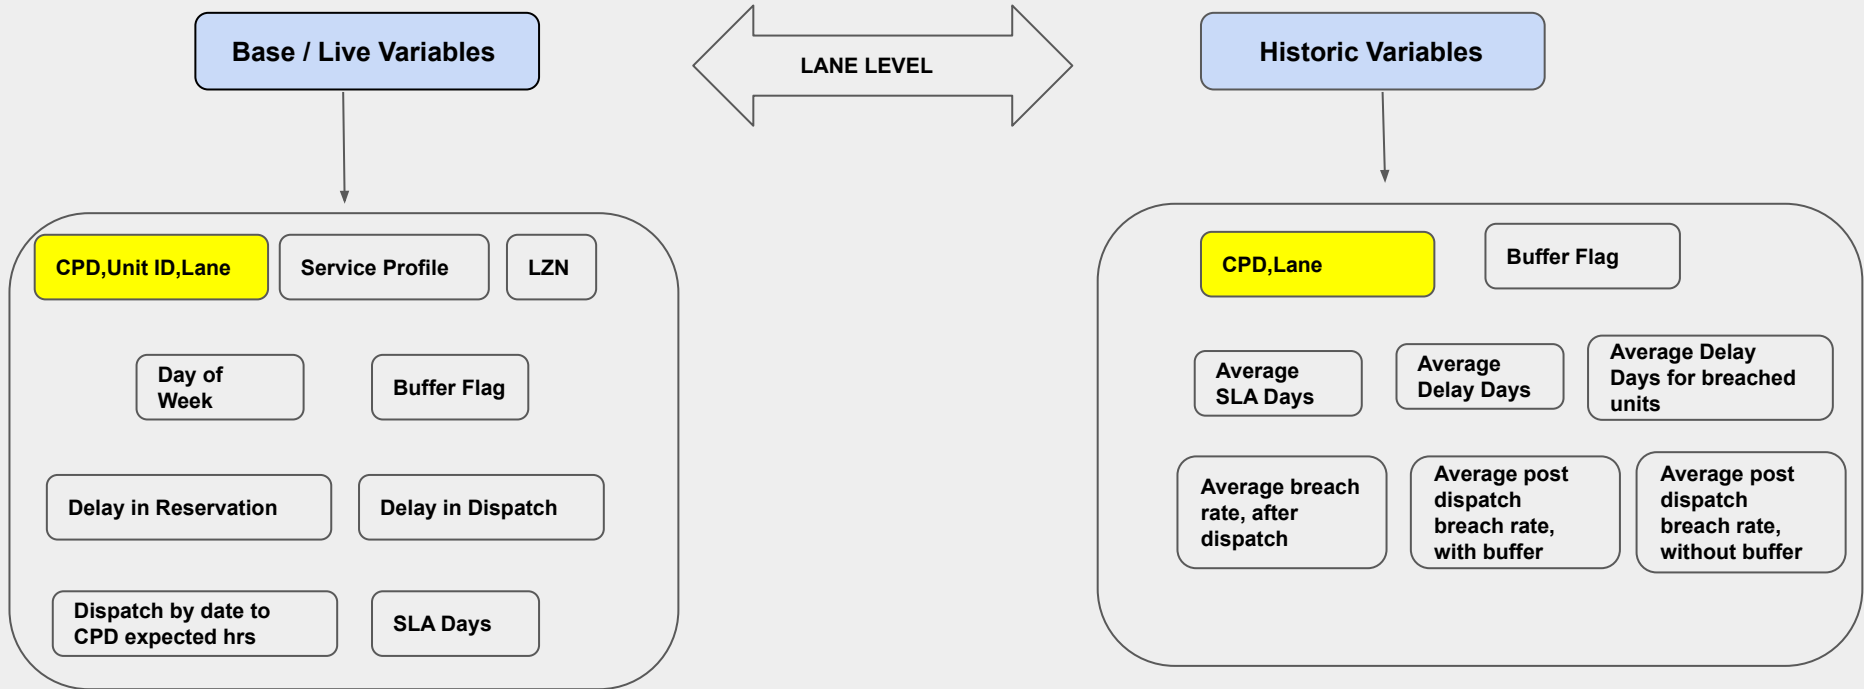 Base / Live Variables
LANE LEVEL
Historic Variables
CPD,Unit ID,Lane
Service Profile
LZN
Day of
Week
Buffer Flag
Delay in Reservation
Delay in Dispatch
Dispatch by date to
CPD expected hrs
SLA Days
CPD,Lane
Buffer Flag
Average
SLA Days
Average
Delay Days
Average Delay
Days for breached
units
Average breach
rate, after
dispatch
Average post
dispatch
breach rate,
with buffer
Average post
dispatch
breach rate,
without buffer